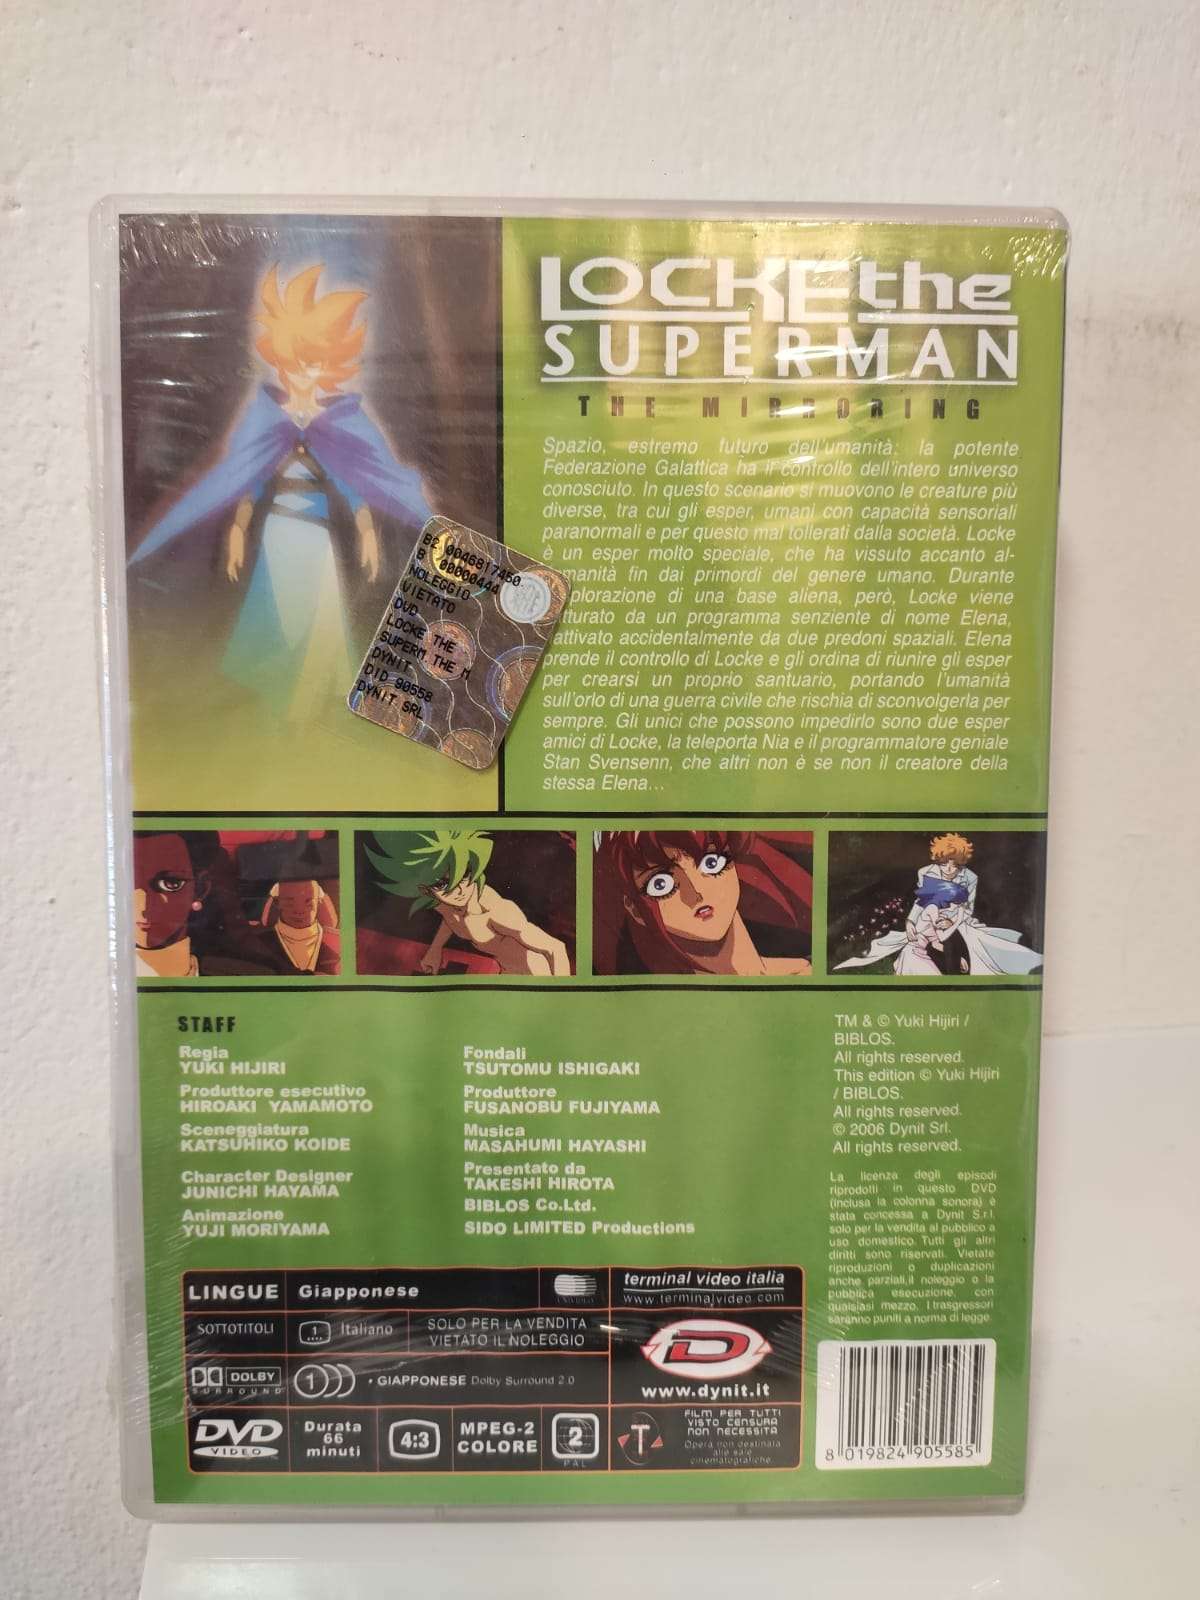 LOCKE the
SUPERMAN
THE MIRRORING
Spazio, estremo futuro dell'umanità: la potente
Federazione Galattica ha il controllo dell'intero universo
conosciuto. In questo scenario si muovono le creature più
diverse, tra cui gli esper, umani con capacità sensoriali
paranormali e per questo mal tollerati dalla società. Locke
è un esper molto speciale, che ha vissuto accanto al-
manità fin dai primordi del genere umano. Durante
plorazione di una base aliena, però, Locke viene
tturato da un programma senziente di nome Elena,
attivato accidentalmente da due predoni spaziali. Elena
prende il controllo di Locke e gli ordina di riunire gli esper
per crearsi un proprio santuario, portando l'umanità
sull'orlo di una guerra civile che rischia di sconvolgerla per
sempre. Gli unici che possono impedirlo sono due esper
amici di Locke, la teleporta Nia e il programmatore geniale
Stan Svensenn, che altri non è se non il creatore della
stessa Elena...
B2 0046817450
B 00000444
NOLEGGIO
VIETATO
DVD
LOCKE THE
SUPERM THE M
DYNIT
DID 90558
DYNIT SRL
STAFF
Regia
YUKI HIJIRI
Produttore esecutivo
HIROAKI YAMAMOTO
Sceneggiatura
KATSUHIKO KOIDE
Character Designer
JUNICHI HAYAMA
Animazione
YUJI MORIYAMA
Fondali
TSUTOMU ISHIGAKI
Produttore
FUSANOBU FUJIYAMA
Musica
MASAHUMI HAYASHI
Presentato da
TAKESHI HIROTA
BIBLOS Co.Ltd.
SIDO LIMITED Productions
TM & © Yuki Hijiri /
BIBLOS.
All rights reserved.
This edition © Yuki Hijiri
/ BIBLOS.
All rights reserved.
© 2006 Dynit Srl.
All rights reserved.
La licenza degli episodi
riprodotti in questo DVD
(inclusa la colonna sonora) è
stata concessa a Dynit S.r.l.
solo per la vendita al pubblico a
uso domestico. Tutti gli altri
diritti sono riservati. Vietate
riproduzioni o duplicazioni
anche parziali, il noleggio o la
pubblica esecuzione, con
qualsiasi mezzo. I trasgressori
saranno puniti a norma di legge.
LINGUE Giapponese
UNIVIDEO
terminal video italia
www.terminalvideo.com
SOTTOTITOLI 1 Italiano
SOLO PER LA VENDITA
VIETATO IL NOLEGGIO
DOLBY
SURROUND
1 • GIAPPONESE Dolby Surround 2.0
D
www.dynit.it
DVD
VIDEO
Durata
66
minuti
4:3
MPEG-2
COLORE
2
PAL
T
FILM PER TUTTI
VISTO CENSURA
NON NECESSITA
Opera non destinata
alle sale
cinematografiche.
8 019824 905585